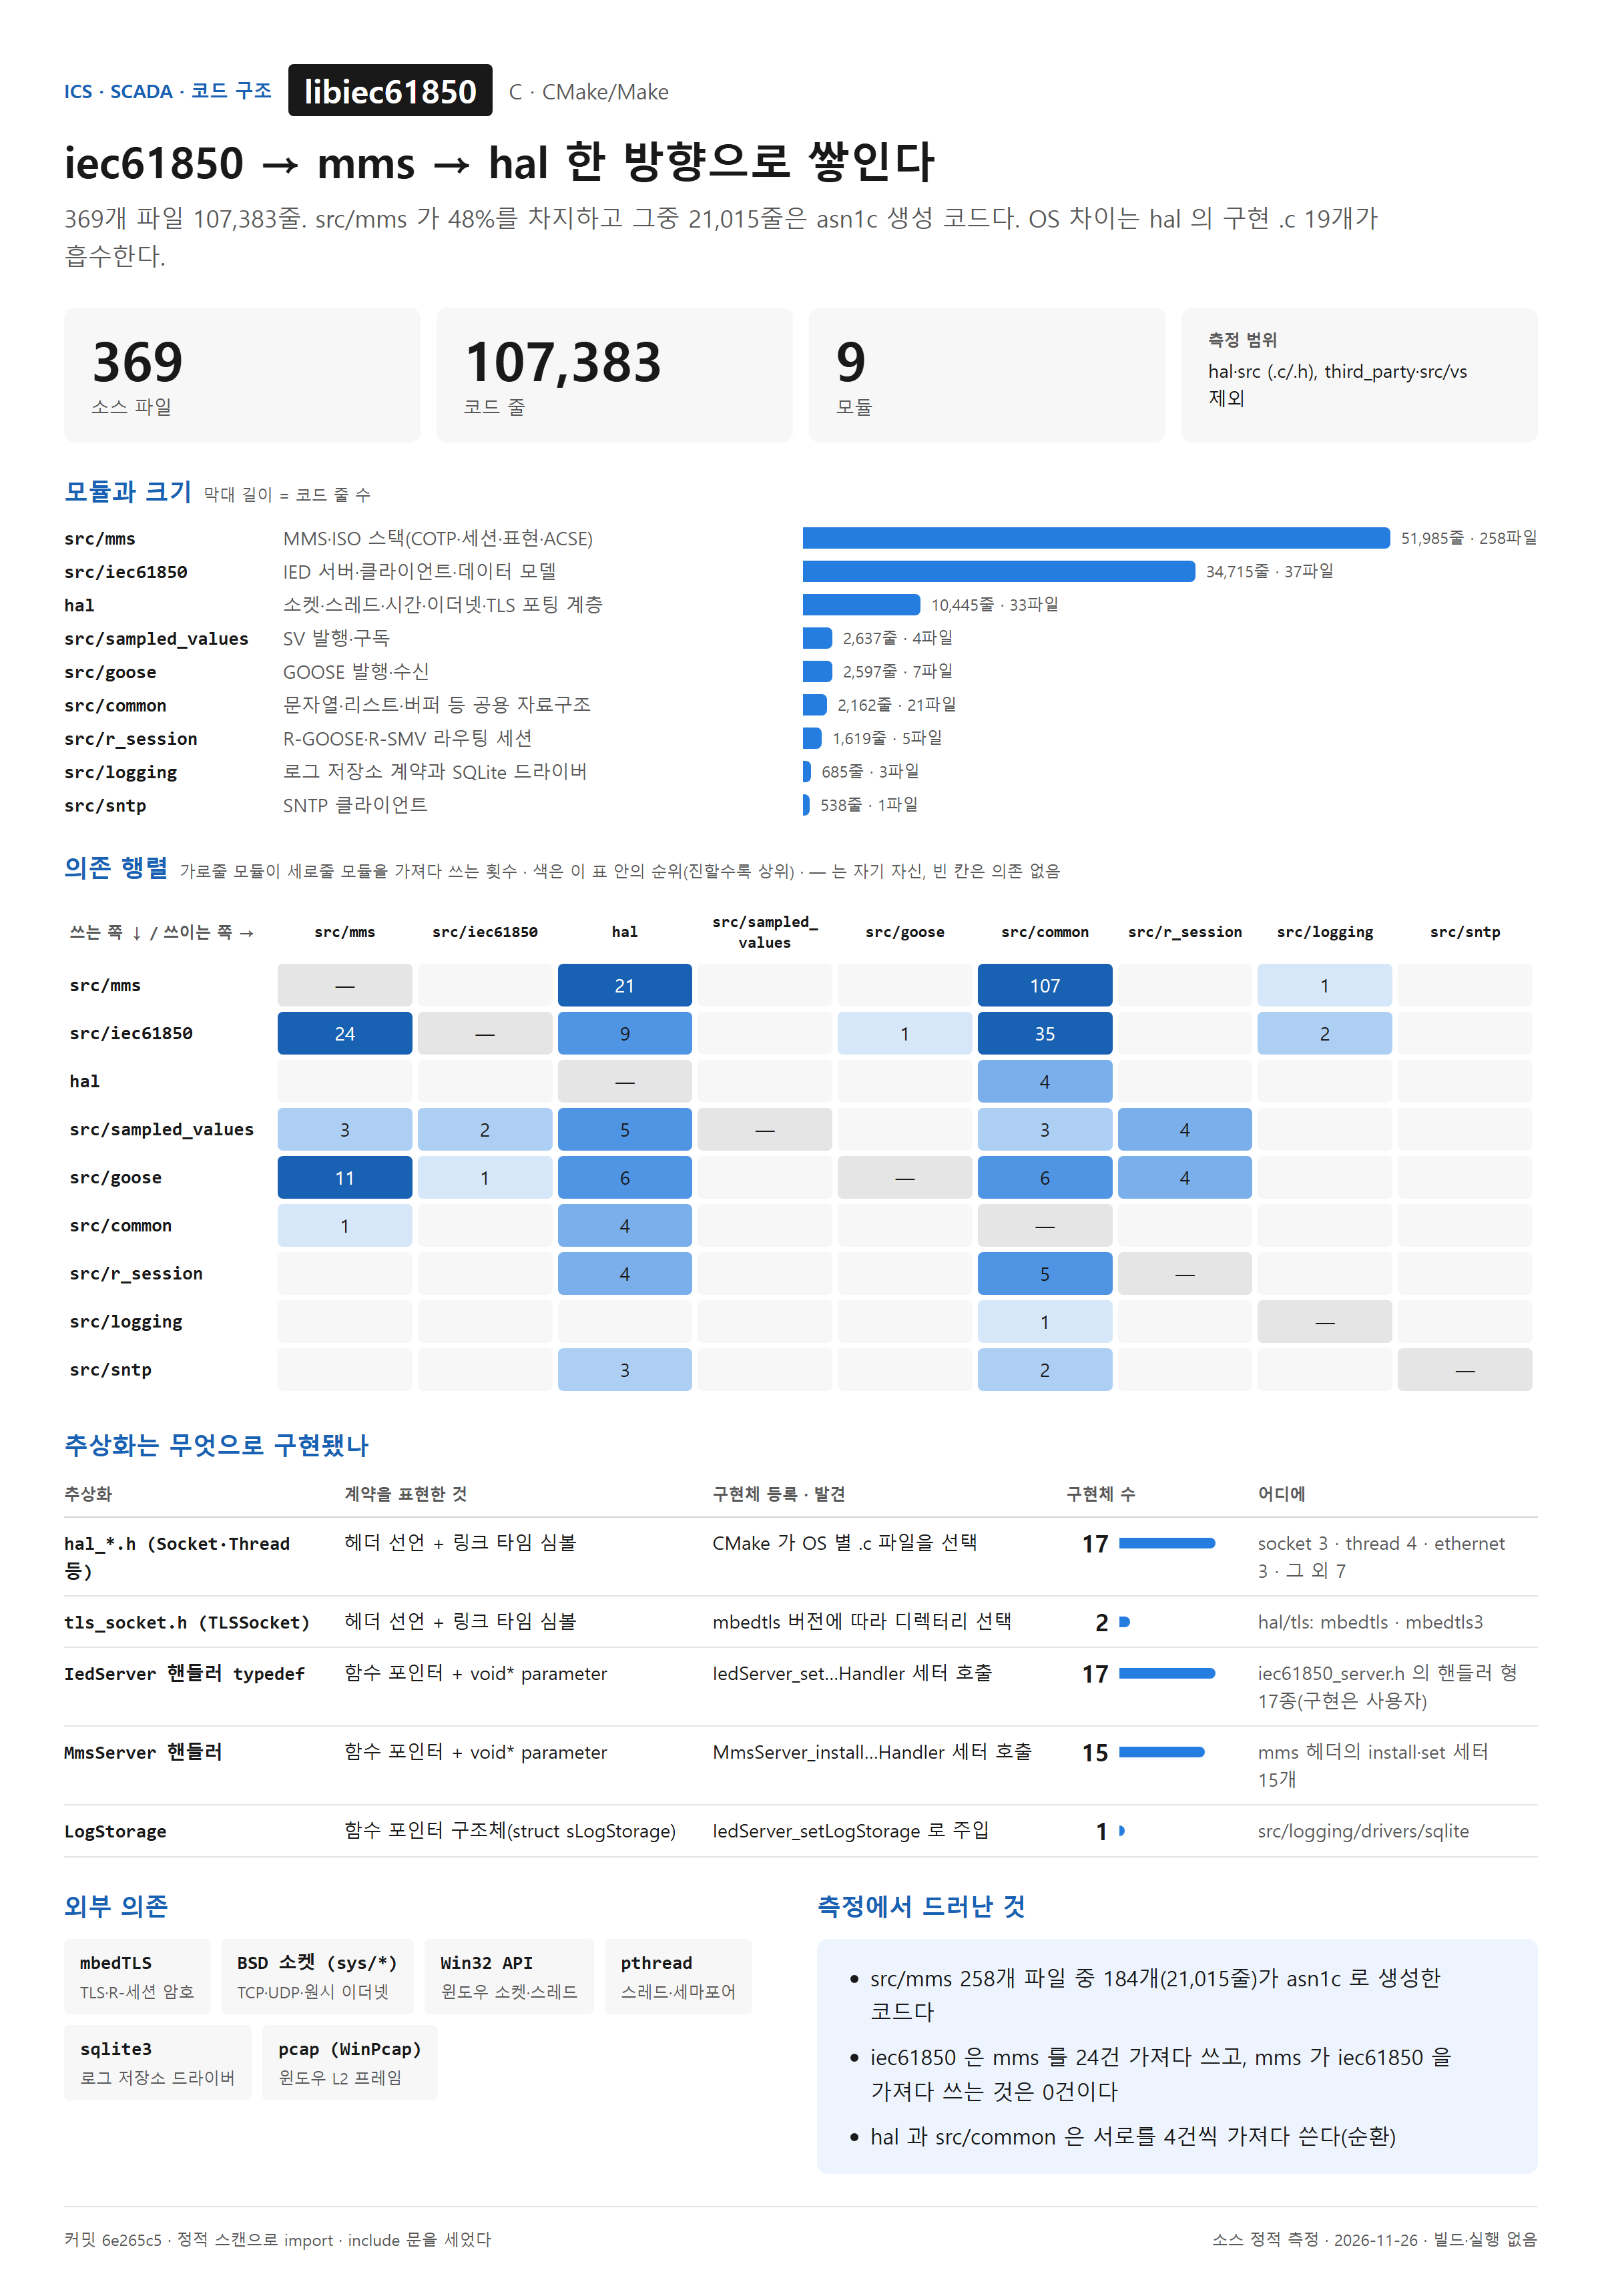 ICS · SCADA · 코드 구조 libiec61850 C · CMake/Make
iec61850 → mms → hal 한 방향으로 쌓인다
369개 파일 107,383줄. src/mms 가 48%를 차지하고 그중 21,015줄은 asn1c 생성 코드다. OS 차이는 hal 의 구현 .c 19개가
흡수한다.
369
소스 파일
107,383
코드 줄
9
모듈
측정 범위
hal·src (.c/.h), third_party·src/vs
제외
모듈과 크기 막대 길이 = 코드 줄 수
src/mms MMS·ISO 스택(COTP·세션·표현·ACSE) 51,985줄 · 258파일
src/iec61850 IED 서버·클라이언트·데이터 모델 34,715줄 · 37파일
hal 소켓·스레드·시간·이더넷·TLS 포팅 계층 10,445줄 · 33파일
src/sampled_values SV 발행·구독 2,637줄 · 4파일
src/goose GOOSE 발행·수신 2,597줄 · 7파일
src/common 문자열·리스트·버퍼 등 공용 자료구조 2,162줄 · 21파일
src/r_session R-GOOSE·R-SMV 라우팅 세션 1,619줄 · 5파일
src/logging 로그 저장소 계약과 SQLite 드라이버 685줄 · 3파일
src/sntp SNTP 클라이언트 538줄 · 1파일
의존 행렬 가로줄 모듈이 세로줄 모듈을 가져다 쓰는 횟수 · 색은 이 표 안의 순위(진할수록 상위) · — 는 자기 자신, 빈 칸은 의존 없음
쓰는 쪽 ↓ / 쓰이는 쪽 → src/mms src/iec61850 hal src/sampled_values src/goose src/common src/r_session src/logging src/sntp
src/mms — 21 107 1
src/iec61850 24 — 9 1 35 2
hal — 4
src/sampled_values 3 2 5 — 3 4
src/goose 11 1 6 — 6 4
src/common 1 4 —
src/r_session 4 5 —
src/logging 1 —
src/sntp 3 2 —
추상화는 무엇으로 구현됐나
추상화 계약을 표현한 것 구현체 등록 · 발견 구현체 수 어디에
hal_*.h (Socket·Thread 등) 헤더 선언 + 링크 타임 심볼 CMake 가 OS 별 .c 파일을 선택 17 socket 3 · thread 4 · ethernet 3 · 그 외 7
tls_socket.h (TLSSocket) 헤더 선언 + 링크 타임 심볼 mbedtls 버전에 따라 디렉터리 선택 2 hal/tls: mbedtls · mbedtls3
IedServer 핸들러 typedef 함수 포인터 + void* parameter IedServer_set…Handler 세터 호출 17 iec61850_server.h 의 핸들러 형 17종(구현은 사용자)
MmsServer 핸들러 함수 포인터 + void* parameter MmsServer_install…Handler 세터 호출 15 mms 헤더의 install·set 세터 15개
LogStorage 함수 포인터 구조체(struct sLogStorage) IedServer_setLogStorage 로 주입 1 src/logging/drivers/sqlite
외부 의존
mbedTLS
TLS·R-세션 암호
BSD 소켓 (sys/*)
TCP·UDP·원시 이더넷
Win32 API
윈도우 소켓·스레드
pthread
스레드·세마포어
sqlite3
로그 저장소 드라이버
pcap (WinPcap)
윈도우 L2 프레임
측정에서 드러난 것
• src/mms 258개 파일 중 184개(21,015줄)가 asn1c 로 생성한
코드다
• iec61850 은 mms 를 24건 가져다 쓰고, mms 가 iec61850 을
가져다 쓰는 것은 0건이다
• hal 과 src/common 은 서로를 4건씩 가져다 쓴다(순환)
커밋 6e265c5 · 정적 스캔으로 import · include 문을 세었다
소스 정적 측정 · 2026-11-26 · 빌드·실행 없음